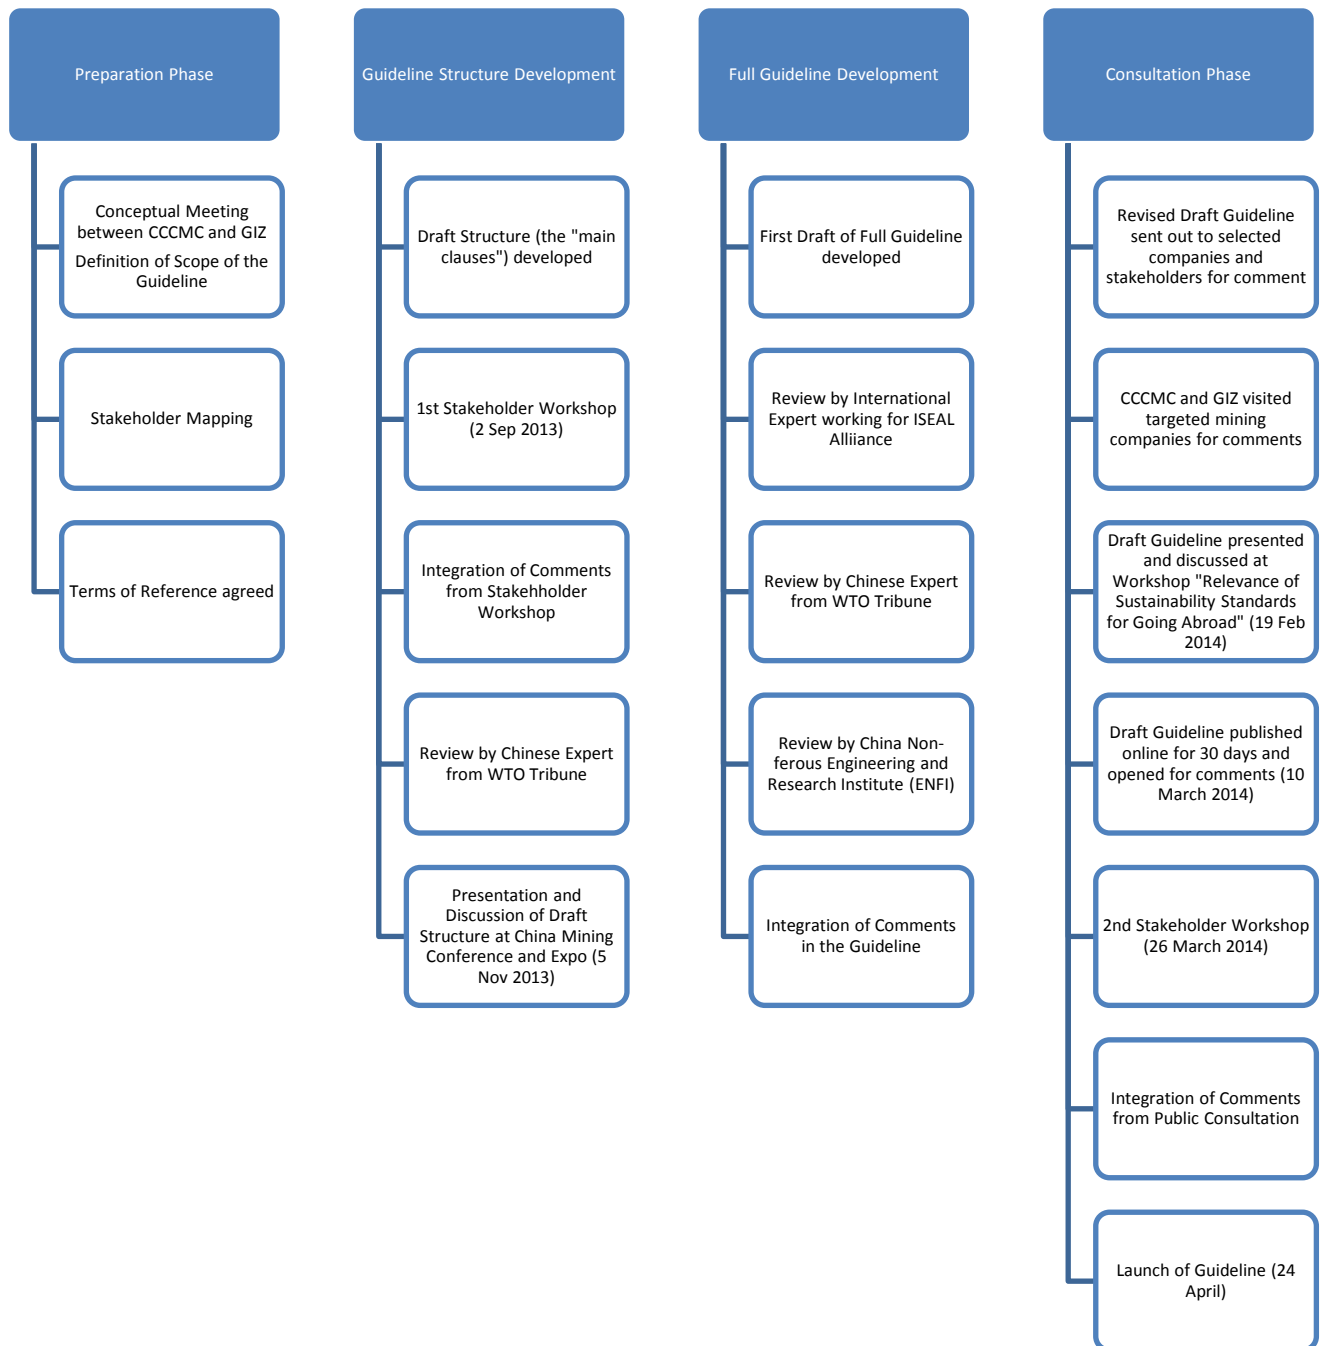 Preparation Phase
Conceptual Meeting
between CCCMC and GIZ
Definition of Scope of the
Guideline
Stakeholder Mapping
Terms of Reference agreed
Guideline Structure Development
Draft Structure (the "main
clauses") developed
1st Stakeholder Workshop
(2 Sep 2013)
Integration of Comments
from Stakehholder
Workshop
Review by Chinese Expert
from WTO Tribune
Presentation and
Discussion of Draft
Structure at China Mining
Conference and Expo (5
Nov 2013)
Full Guideline Development
First Draft of Full Guideline
developed
Review by International
Expert working for ISEAL
Alliiance
Review by Chinese Expert
from WTO Tribune
Review by China Non-
ferous Engineering and
Research Institute (ENFI)
Integration of Comments
in the Guideline
Consultation Phase
Revised Draft Guideline
sent out to selected
companies and
stakeholders for comment
CCCMC and GIZ visited
targeted mining
companies for comments
Draft Guideline presented
and discussed at
Workshop "Relevance of
Sustainability Standards
for Going Abroad" (19 Feb
2014)
Draft Guideline published
online for 30 days and
opened for comments (10
March 2014)
2nd Stakeholder Workshop
(26 March 2014)
Integration of Comments
from Public Consultation
Launch of Guideline (24
April)